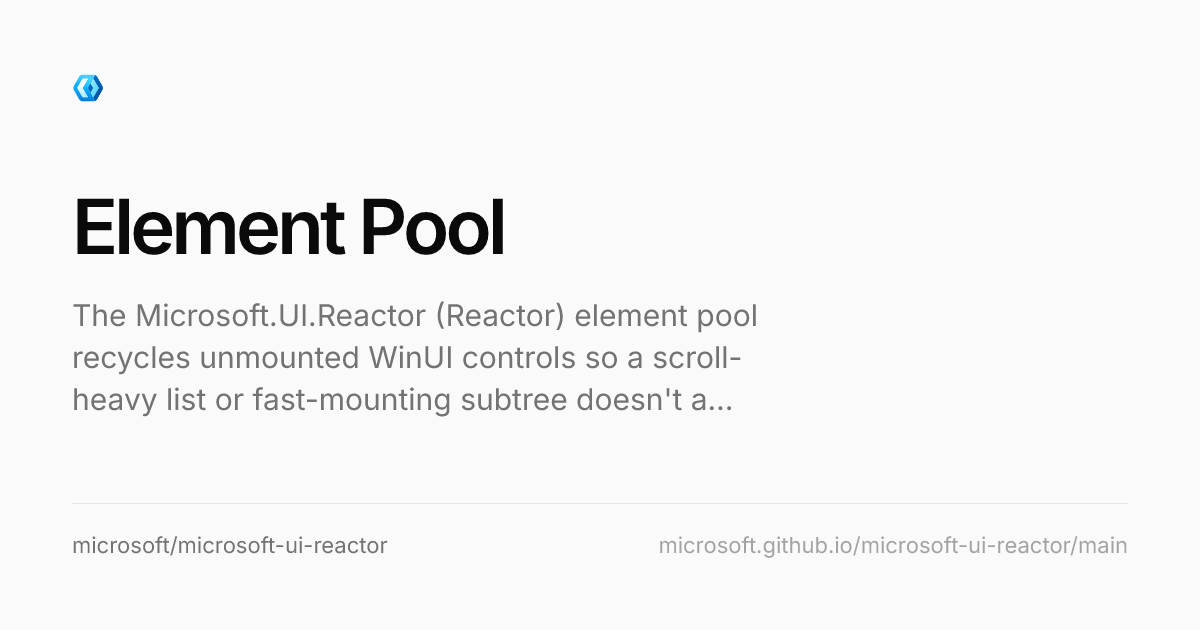 Element Pool
The Microsoft.UI.Reactor (Reactor) element pool
recycles unmounted WinUI controls so a scroll-
heavy list or fast-mounting subtree doesn't a...
microsoft/microsoft-ui-reactor
microsoft.github.io/microsoft-ui-reactor/main